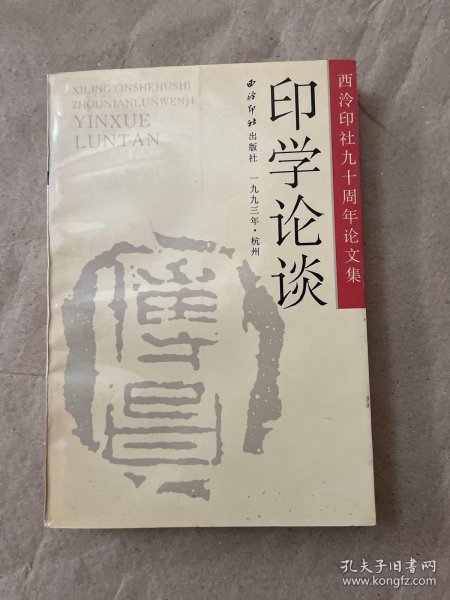 XILINGYINSHEJIUSHI
ZHOUNIANLUNWENJI
YINXUE
LUNTAN
西泠印社九十周年论文集
印学论谈
西泠印社出版社 一九九三年·杭州
孔夫子旧书网
www.kongfz.com